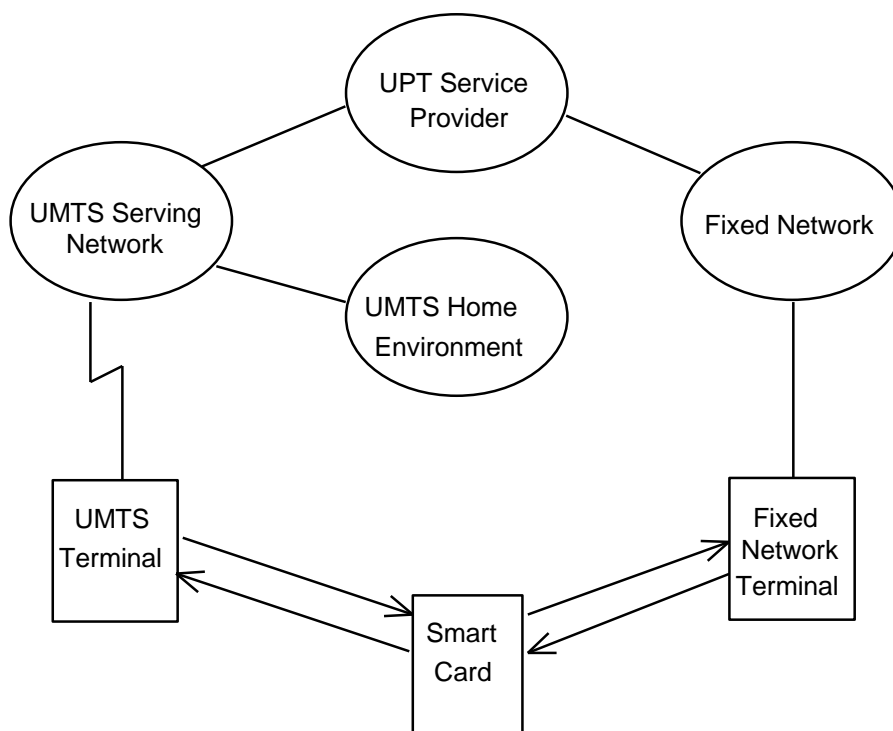 UPT Service
Provider
UMTS Serving
Network
Fixed Network
UMTS Home
Environment
UMTS
Terminal
Fixed
Network
Terminal
Smart
Card